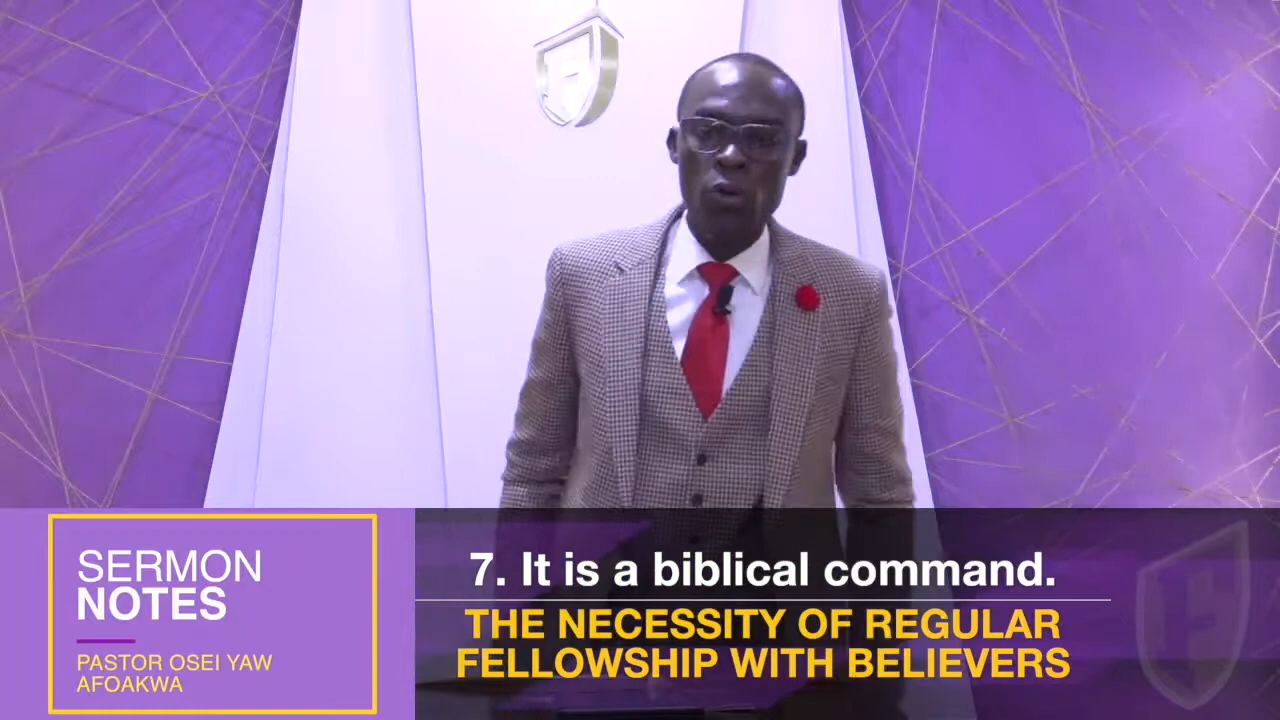 SERMON
NOTES
PASTOR OSEI YAW
AFOAKWA
7. It is a biblical command.
THE NECESSITY OF REGULAR
FELLOWSHIP WITH BELIEVERS